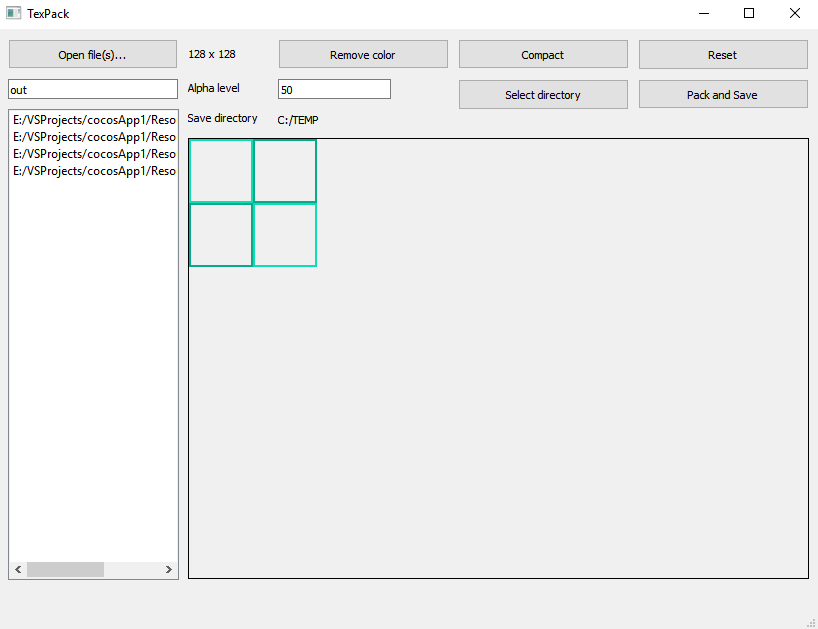 TexPack
Open file(s)...
128 x 128
Remove color
Compact
Reset
out
Alpha level
50
Select directory
Pack and Save
Save directory
C:/TEMP
E:/VSProjects/cocosApp1/Reso
E:/VSProjects/cocosApp1/Reso
E:/VSProjects/cocosApp1/Reso
E:/VSProjects/cocosApp1/Reso